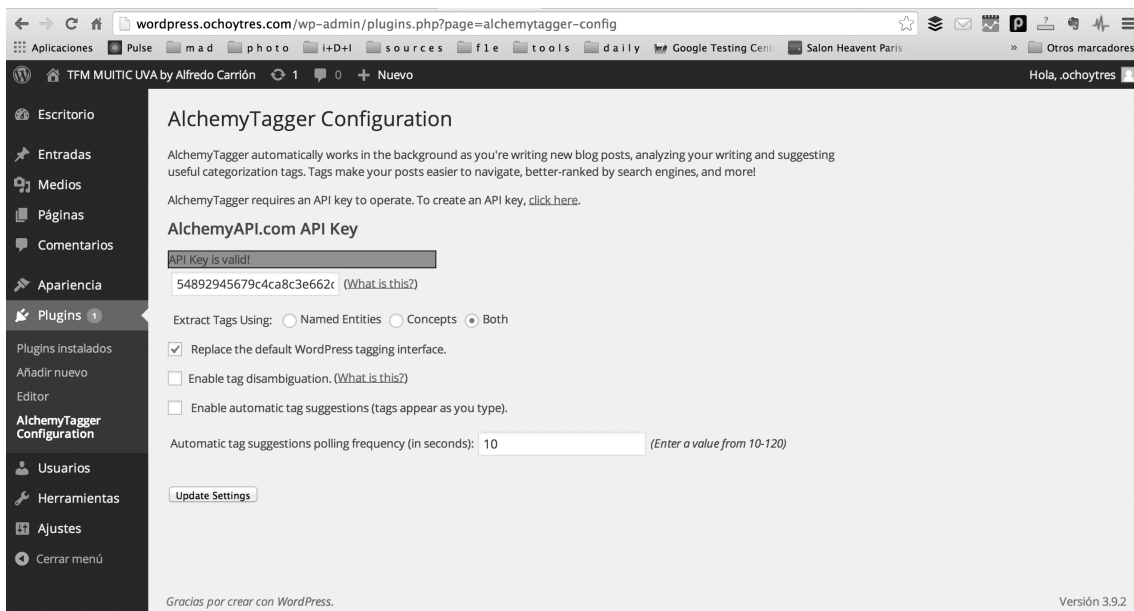 wordpress.ochoytres.com/wp-admin/plugins.php?page=alchemytagger-config
Aplicaciones Pulse mad photo i+D+I sources f1e tools daily Google Testing Cent Salon Heavent Paris » Otros marcadores
TFM MUITIC UVA by Alfredo Carrión 1 0 + Nuevo Hola, .ochoytres
Escritorio
Entradas
Medios
Páginas
Comentarios
Apariencia
Plugins 1
Plugins instalados
Añadir nuevo
Editor
AlchemyTagger
Configuration
Usuarios
Herramientas
Ajustes
Cerrar menú
AlchemyTagger Configuration
AlchemyTagger automatically works in the background as you're writing new blog posts, analyzing your writing and suggesting
useful categorization tags. Tags make your posts easier to navigate, better-ranked by search engines, and more!
AlchemyTagger requires an API key to operate. To create an API key, click here.
AlchemyAPI.com API Key
API Key is valid!
54892945679c4ca8c3e662c (What is this?)
Extract Tags Using: Named Entities Concepts Both
Replace the default WordPress tagging interface.
Enable tag disambiguation. (What is this?)
Enable automatic tag suggestions (tags appear as you type).
Automatic tag suggestions polling frequency (in seconds): 10 (Enter a value from 10-120)
Update Settings
Gracias por crear con WordPress. Versión 3.9.2